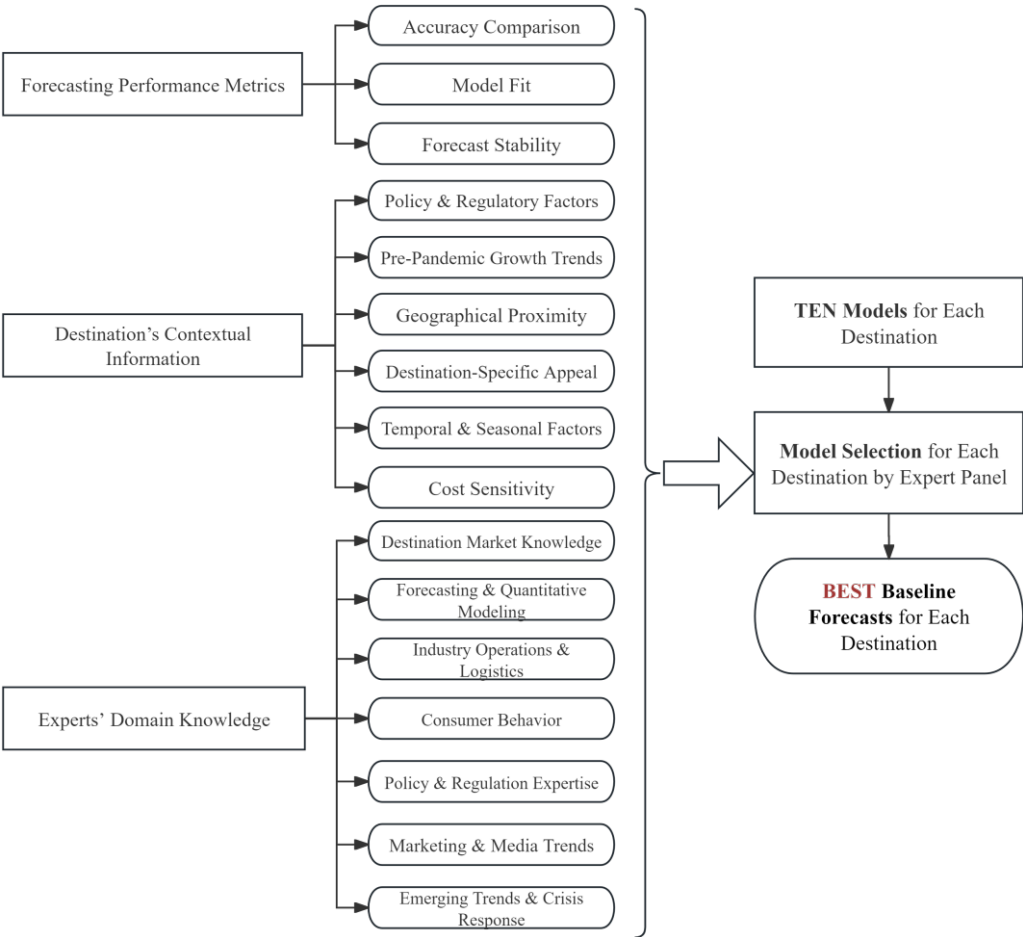 Forecasting Performance Metrics
Accuracy Comparison
Model Fit
Forecast Stability
Destination's Contextual
Information
Policy & Regulatory Factors
Pre-Pandemic Growth Trends
Geographical Proximity
Destination-Specific Appeal
Temporal & Seasonal Factors
Cost Sensitivity
Experts' Domain Knowledge
Destination Market Knowledge
Forecasting & Quantitative
Modeling
Industry Operations &
Logistics
Consumer Behavior
Policy & Regulation Expertise
Marketing & Media Trends
Emerging Trends & Crisis
Response
TEN Models for Each
Destination
Model Selection for Each
Destination by Expert Panel
BEST Baseline
Forecasts for Each
Destination